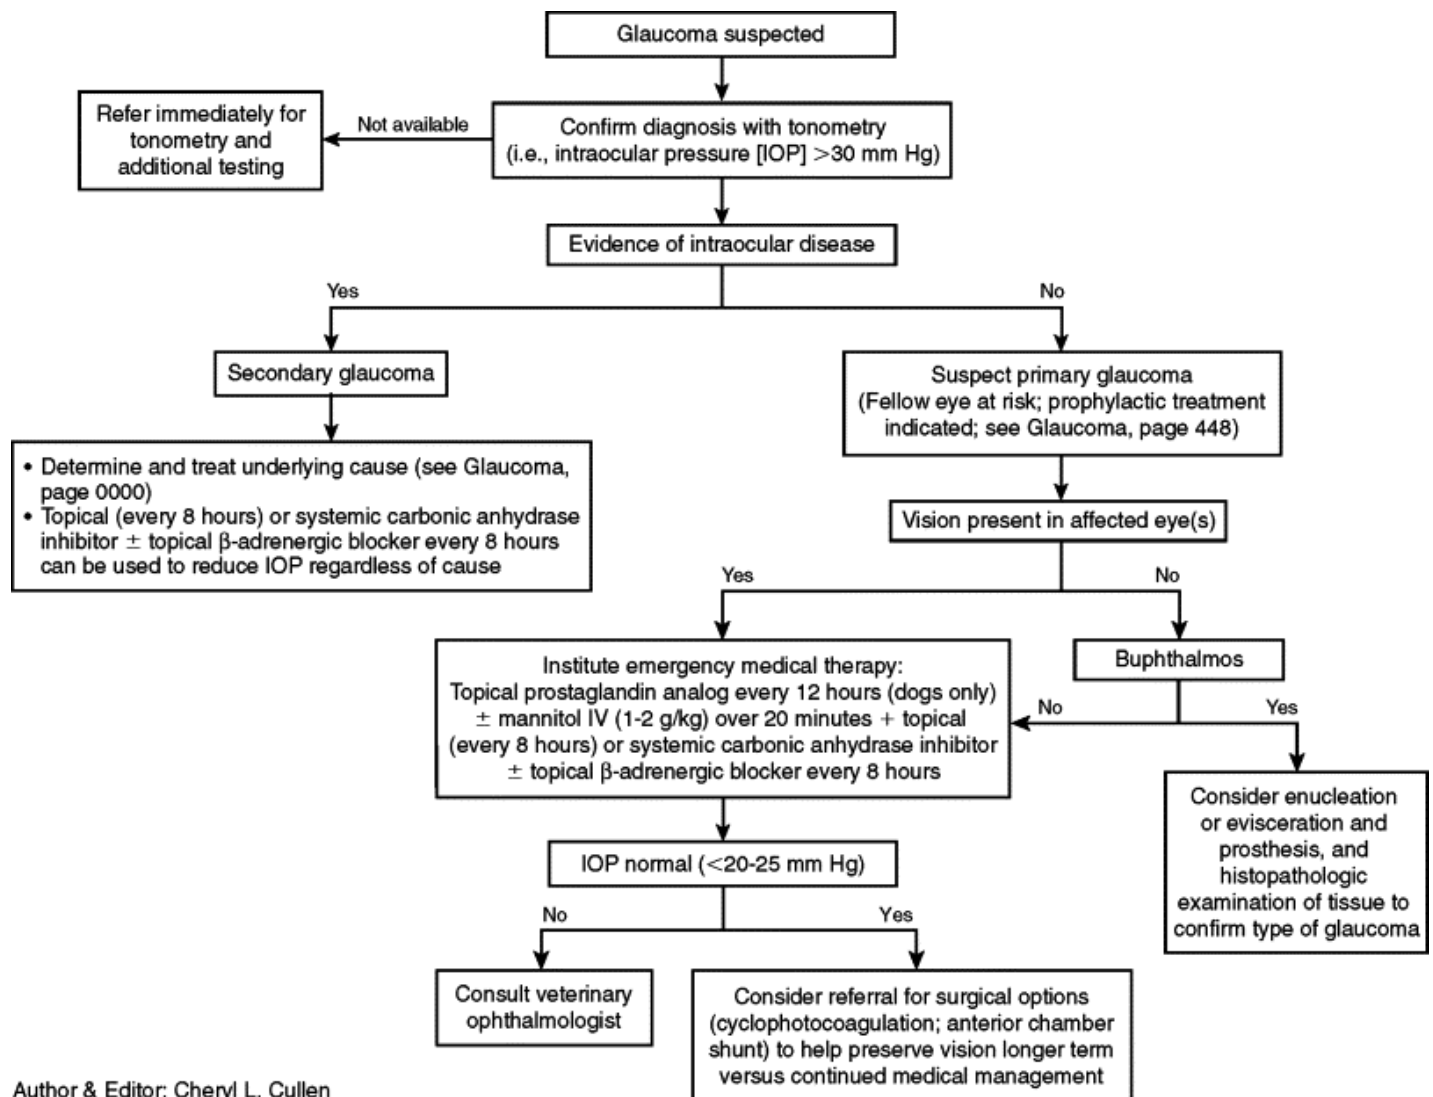 Glaucoma suspected
Refer immediately for
tonometry and
additional testing
Not available
Confirm diagnosis with tonometry
(i.e., intraocular pressure [IOP] >30 mm Hg)
Evidence of intraocular disease
Yes
No
Secondary glaucoma
Suspect primary glaucoma
(Fellow eye at risk; prophylactic treatment
indicated; see Glaucoma, page 448)
• Determine and treat underlying cause (see Glaucoma,
page 0000)
• Topical (every 8 hours) or systemic carbonic anhydrase
inhibitor ± topical β-adrenergic blocker every 8 hours
can be used to reduce IOP regardless of cause
Vision present in affected eye(s)
Yes
No
Institute emergency medical therapy:
Topical prostaglandin analog every 12 hours (dogs only)
± mannitol IV (1-2 g/kg) over 20 minutes + topical
(every 8 hours) or systemic carbonic anhydrase inhibitor
± topical β-adrenergic blocker every 8 hours
Buphthalmos
No
Yes
Consider enucleation
or evisceration and
prosthesis, and
histopathologic
examination of tissue to
confirm type of glaucoma
IOP normal (<20-25 mm Hg)
No
Yes
Consult veterinary
ophthalmologist
Consider referral for surgical options
(cyclophotocoagulation; anterior chamber
shunt) to help preserve vision longer term
versus continued medical management
Author & Editor: Cheryl L. Cullen